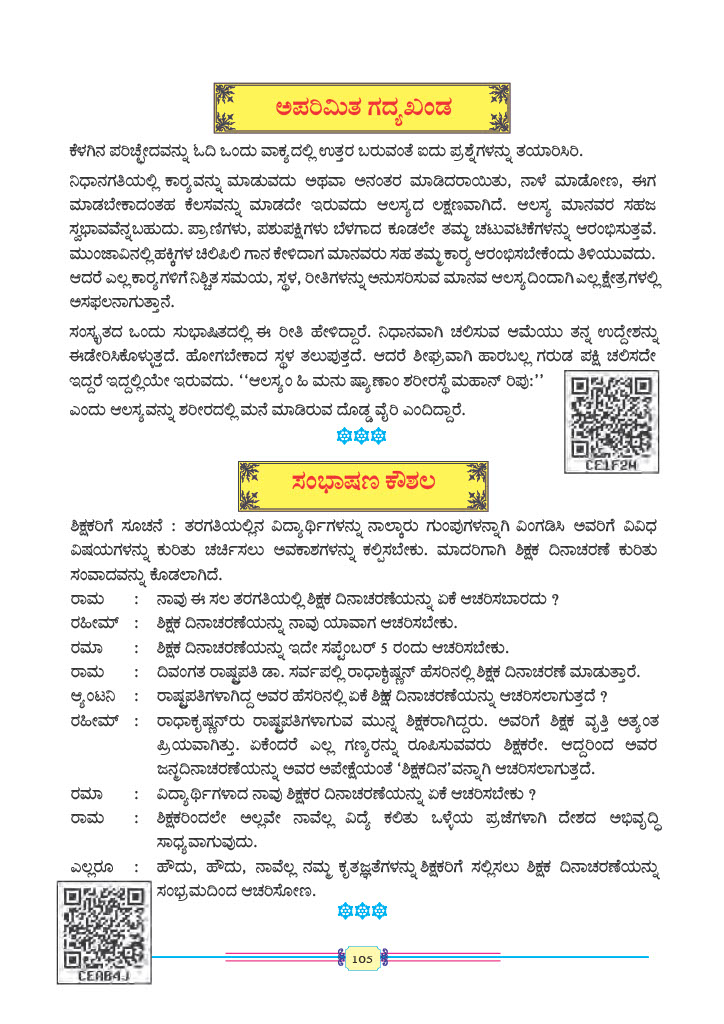 ಅಪರಿಮಿತ ಗದ್ಯಖಂಡ
ಕೆಳಗಿನ ಪರಿಚ್ಛೇದವನ್ನು ಓದಿ ಒಂದು ವಾಕ್ಯದಲ್ಲಿ ಉತ್ತರ ಬರುವಂತೆ ಐದು ಪ್ರಶ್ನೆಗಳನ್ನು ತಯಾರಿಸಿರಿ.
ನಿಧಾನಗತಿಯಲ್ಲಿ ಕಾರ್‍ಯವನ್ನು ಮಾಡುವದು ಅಥವಾ ಅನಂತರ ಮಾಡಿದರಾಯಿತು, ನಾಳೆ ಮಾಡೋಣ, ಈಗ
ಮಾಡಬೇಕಾದಂತಹ ಕೆಲಸವನ್ನು ಮಾಡದೇ ಇರುವದು ಆಲಸ್ಯದ ಲಕ್ಷಣವಾಗಿದೆ. ಆಲಸ್ಯ ಮಾನವರ ಸಹಜ
ಸ್ವಭಾವವೆನ್ನಬಹುದು. ಪ್ರಾಣಿಗಳು, ಪಶುಪಕ್ಷಿಗಳು ಬೆಳಗಾದ ಕೂಡಲೇ ತಮ್ಮ ಚಟುವಟಿಕೆಗಳನ್ನು ಆರಂಭಿಸುತ್ತವೆ.
ಮುಂಜಾವಿನಲ್ಲಿ ಹಕ್ಕಿಗಳ ಚಿಲಿಪಿಲಿ ಗಾನ ಕೇಳಿದಾಗ ಮಾನವರು ಸಹ ತಮ್ಮ ಕಾರ್‍ಯ ಆರಂಭಿಸಬೇಕೆಂದು ತಿಳಿಯುವದು.
ಆದರೆ ಎಲ್ಲ ಕಾರ್‍ಯಗಳಿಗೆ ನಿಶ್ಚಿತ ಸಮಯ, ಸ್ಥಳ, ರೀತಿಗಳನ್ನು ಅನುಸರಿಸುವ ಮಾನವ ಆಲಸ್ಯದಿಂದಾಗಿ ಎಲ್ಲ ಕ್ಷೇತ್ರಗಳಲ್ಲಿ
ಅಸಫಲನಾಗುತ್ತಾನೆ.
ಸಂಸ್ಕೃತದ ಒಂದು ಸುಭಾಷಿತದಲ್ಲಿ ಈ ರೀತಿ ಹೇಳಿದ್ದಾರೆ. ನಿಧಾನವಾಗಿ ಚಲಿಸುವ ಆಮೆಯು ತನ್ನ ಉದ್ದೇಶನ್ನು
ಈಡೇರಿಸಿಕೊಳ್ಳುತ್ತದೆ. ಹೋಗಬೇಕಾದ ಸ್ಥಳ ತಲುಪುತ್ತದೆ. ಆದರೆ ಶೀಘ್ರವಾಗಿ ಹಾರಬಲ್ಲ ಗರುಡ ಪಕ್ಷಿ ಚಲಿಸದೇ
ಇದ್ದರೆ ಇದ್ದಲ್ಲಿಯೇ ಇರುವದು. ‘‘ಆಲಸ್ಯಂ ಹಿ ಮನು ಷ್ಯಾಣಾಂ ಶರೀರಸ್ಥೆ ಮಹಾನ್ ರಿಪು:’’
ಎಂದು ಆಲಸ್ಯವನ್ನು ಶರೀರದಲ್ಲಿ ಮನೆ ಮಾಡಿರುವ ದೊಡ್ಡ ವೈರಿ ಎಂದಿದ್ದಾರೆ.
CE1F2W
ಸಂಭಾಷಣ ಕೌಶಲ
ಶಿಕ್ಷಕರಿಗೆ ಸೂಚನೆ : ತರಗತಿಯಲ್ಲಿನ ವಿದ್ಯಾರ್ಥಿಗಳನ್ನು ನಾಲ್ಕಾರು ಗುಂಪುಗಳನ್ನಾಗಿ ವಿಂಗಡಿಸಿ ಅವರಿಗೆ ವಿವಿಧ
ವಿಷಯಗಳನ್ನು ಕುರಿತು ಚರ್ಚಿಸಲು ಅವಕಾಶಗಳನ್ನು ಕಲ್ಪಿಸಬೇಕು. ಮಾದರಿಗಾಗಿ ಶಿಕ್ಷಕ ದಿನಾಚರಣೆ ಕುರಿತು
ಸಂವಾದವನ್ನು ಕೊಡಲಾಗಿದೆ.
ರಾಮ : ನಾವು ಈ ಸಲ ತರಗತಿಯಲ್ಲಿ ಶಿಕ್ಷಕ ದಿನಾಚರಣೆಯನ್ನು ಏಕೆ ಆಚರಿಸಬಾರದು ?
ರಹೀಮ್ : ಶಿಕ್ಷಕ ದಿನಾಚರಣೆಯನ್ನು ನಾವು ಯಾವಾಗ ಆಚರಿಸಬೇಕು.
ರಮಾ : ಶಿಕ್ಷಕ ದಿನಾಚರಣೆಯನ್ನು ಇದೇ ಸಪ್ಟೆಂಬರ್ 5 ರಂದು ಆಚರಿಸಬೇಕು.
ರಾಮ : ದಿವಂಗತ ರಾಷ್ಟ್ರಪತಿ ಡಾ. ಸರ್ವಪಲ್ಲಿ ರಾಧಾಕೃಷ್ಣನ್ ಹೆಸರಿನಲ್ಲಿ ಶಿಕ್ಷಕ ದಿನಾಚರಣೆ ಮಾಡುತ್ತಾರೆ.
ಆ್ಯಂಟನಿ : ರಾಷ್ಟ್ರಪತಿಗಳಾಗಿದ್ದ ಅವರ ಹೆಸರಿನಲ್ಲಿ ಏಕೆ ಶಿಕ್ಷಕ ದಿನಾಚರಣೆಯನ್ನು ಆಚರಿಸಲಾಗುತ್ತದೆ ?
ರಹೀಮ್ : ರಾಧಾಕೃಷ್ಣನ್‌ರು ರಾಷ್ಟ್ರಪತಿಗಳಾಗುವ ಮುನ್ನ ಶಿಕ್ಷಕರಾಗಿದ್ದರು. ಅವರಿಗೆ ಶಿಕ್ಷಕ ವೃತ್ತಿ ಅತ್ಯಂತ
ಪ್ರಿಯವಾಗಿತ್ತು. ಏಕೆಂದರೆ ಎಲ್ಲ ಗಣ್ಯರನ್ನು ರೂಪಿಸುವವರು ಶಿಕ್ಷಕರೇ. ಆದ್ದರಿಂದ ಅವರ
ಜನ್ಮದಿನಾಚರಣೆಯನ್ನು ಅವರ ಅಪೇಕ್ಷೆಯಂತೆ ‘ಶಿಕ್ಷಕದಿನ’ವನ್ನಾಗಿ ಆಚರಿಸಲಾಗುತ್ತದೆ.
ರಮಾ : ವಿದ್ಯಾರ್ಥಿಗಳಾದ ನಾವು ಶಿಕ್ಷಕರ ದಿನಾಚರಣೆಯನ್ನು ಏಕೆ ಆಚರಿಸಬೇಕು ?
ರಾಮ : ಶಿಕ್ಷಕರಿಂದಲೇ ಅಲ್ಲವೇ ನಾವೆಲ್ಲ ವಿದ್ಯೆ ಕಲಿತು ಒಳ್ಳೆಯ ಪ್ರಜೆಗಳಾಗಿ ದೇಶದ ಅಭಿವೃದ್ಧಿ
ಸಾಧ್ಯವಾಗುವುದು.
ಎಲ್ಲರೂ : ಹೌದು, ಹೌದು, ನಾವೆಲ್ಲ ನಮ್ಮ ಕೃತಜ್ಞತೆಗಳನ್ನು ಶಿಕ್ಷಕರಿಗೆ ಸಲ್ಲಿಸಲು ಶಿಕ್ಷಕ ದಿನಾಚರಣೆಯನ್ನು
ಸಂಭ್ರಮದಿಂದ ಆಚರಿಸೋಣ.
CEAB4J
105